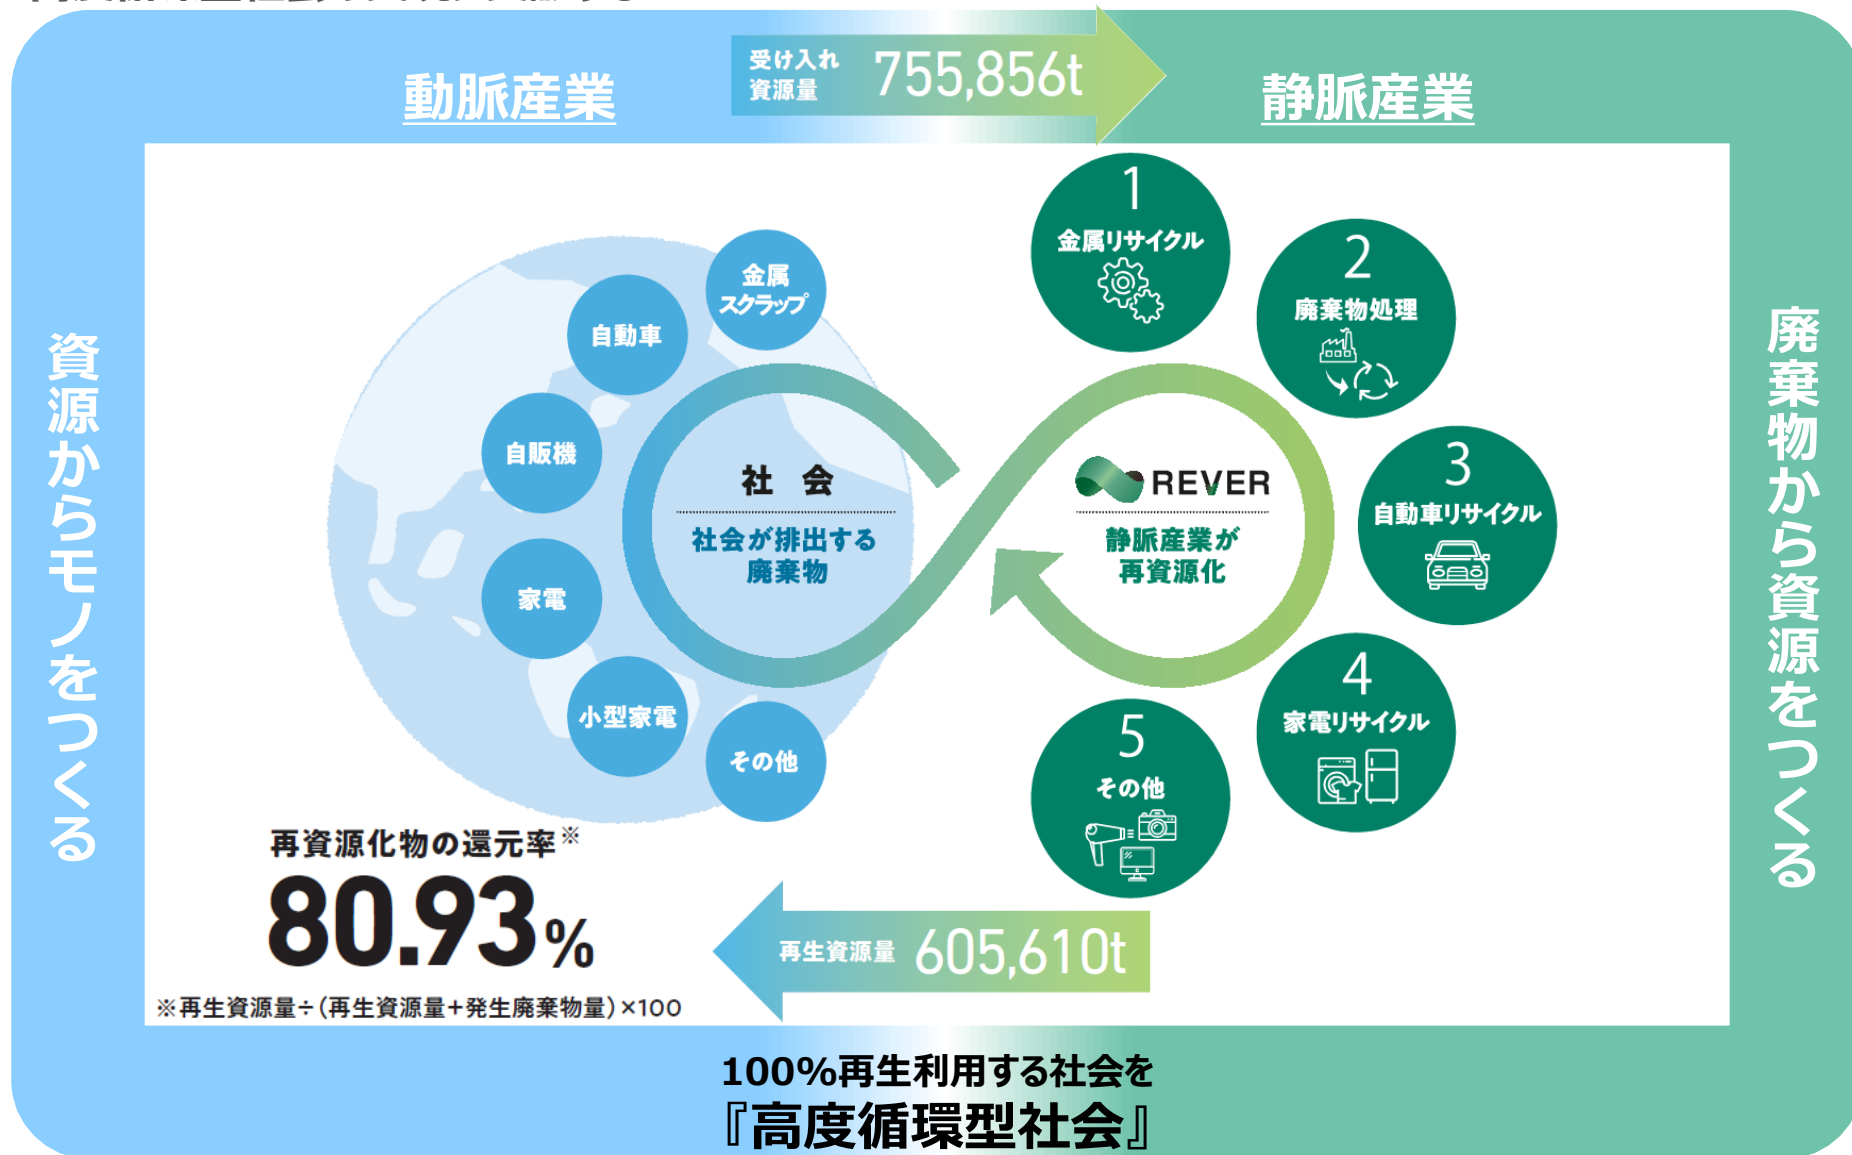 動脈産業
受け入れ
資源量
755,856t
静脈産業
資源からモノをつくる
金属
スクラップ
自動車
自販機
家電
小型家電
その他
社 会
社会が排出する
廃棄物
REVER
静脈産業が
再資源化
1
金属リサイクル
2
廃棄物処理
3
自動車リサイクル
4
家電リサイクル
5
その他
廃棄物から資源をつくる
再資源化物の還元率※
80.93%
※再生資源量÷(再生資源量+発生廃棄物量)×100
再生資源量 605,610t
100%再生利用する社会を
『高度循環型社会』